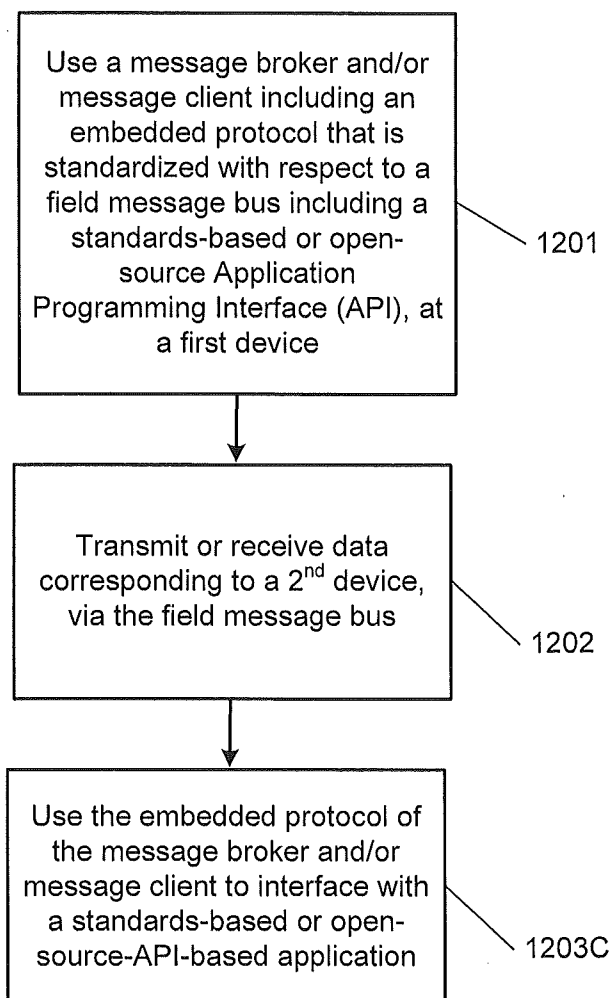 Use a message broker and/or
message client including an
embedded protocol that is
standardized with respect to a
field message bus including a
standards-based or open-
source Application
Programming Interface (API), at
a first device
1201
Transmit or receive data
corresponding to a 2nd device,
via the field message bus
1202
Use the embedded protocol of
the message broker and/or
message client to interface with
a standards-based or open-
source-API-based application
1203C